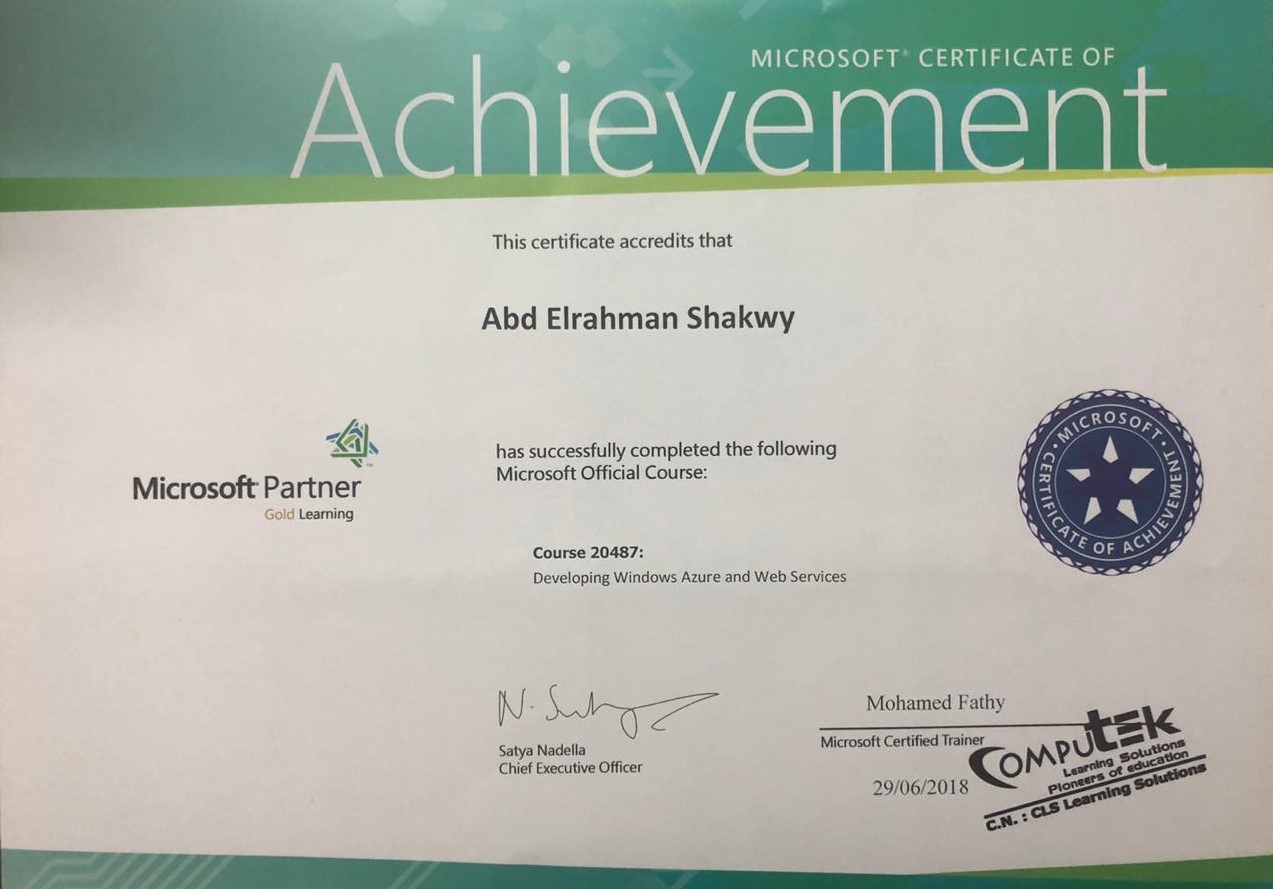 MICROSOFT® CERTIFICATE OF
Achievement
This certificate accredits that
Abd Elrahman Shakwy
Microsoft Partner
Gold Learning
has successfully completed the following
Microsoft Official Course:
MICROSOFT · CERTIFICATE OF ACHIEVEMENT ·
Course 20487:
Developing Windows Azure and Web Services
N. Satya
Satya Nadella
Chief Executive Officer
Mohamed Fathy
Microsoft Certified Trainer
29/06/2018
COMPUTEK
Learning Solutions
Pioneers of education
C.N. : CLS Learning Solutions